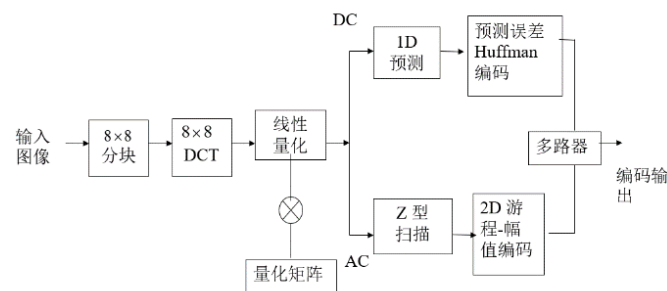 DC
1D
预测
预测误差
Huffman
编码
输入
图像
8×8
分块
8×8
DCT
线性
量化
多路器
编码输
出
Z 型
扫描
2D 游
程-幅
值编码
AC
量化矩阵